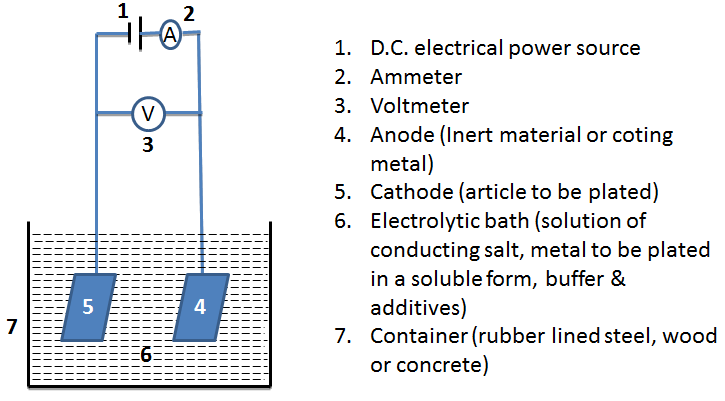 1
2
A
V
3
5
4
7
6
1. D.C. electrical power source
2. Ammeter
3. Voltmeter
4. Anode (Inert material or coting
metal)
5. Cathode (article to be plated)
6. Electrolytic bath (solution of
conducting salt, metal to be plated
in a soluble form, buffer &
additives)
7. Container (rubber lined steel, wood
or concrete)